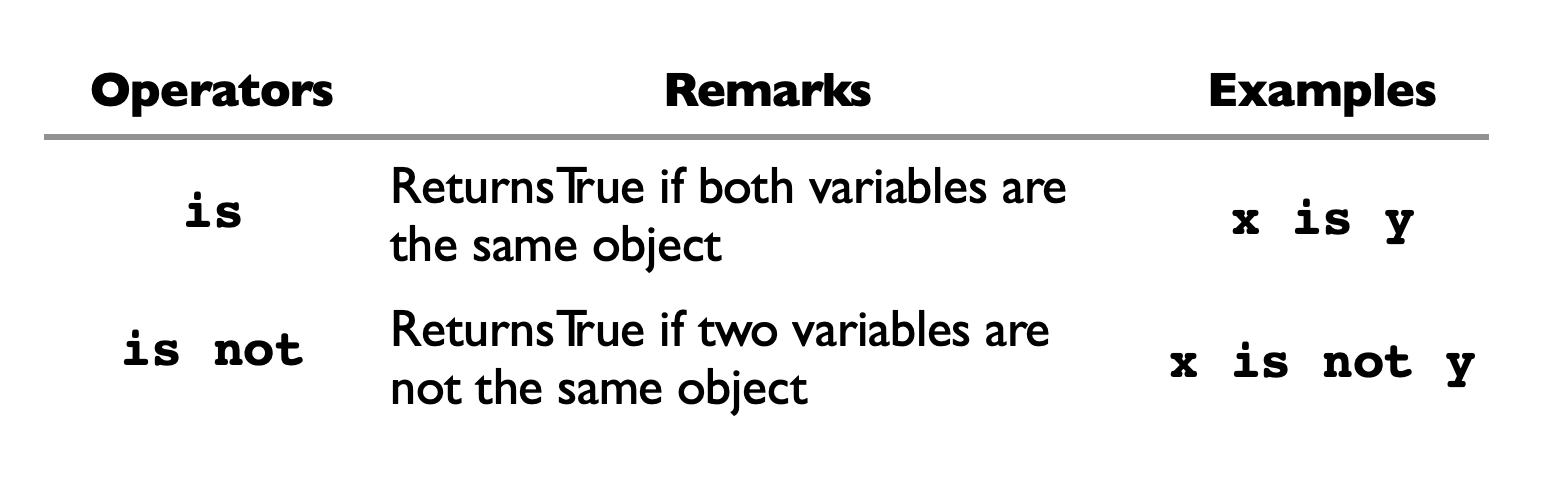 Operators Remarks Examples
is Returns True if both variables are
the same object x is y
is not Returns True if two variables are
not the same object x is not y